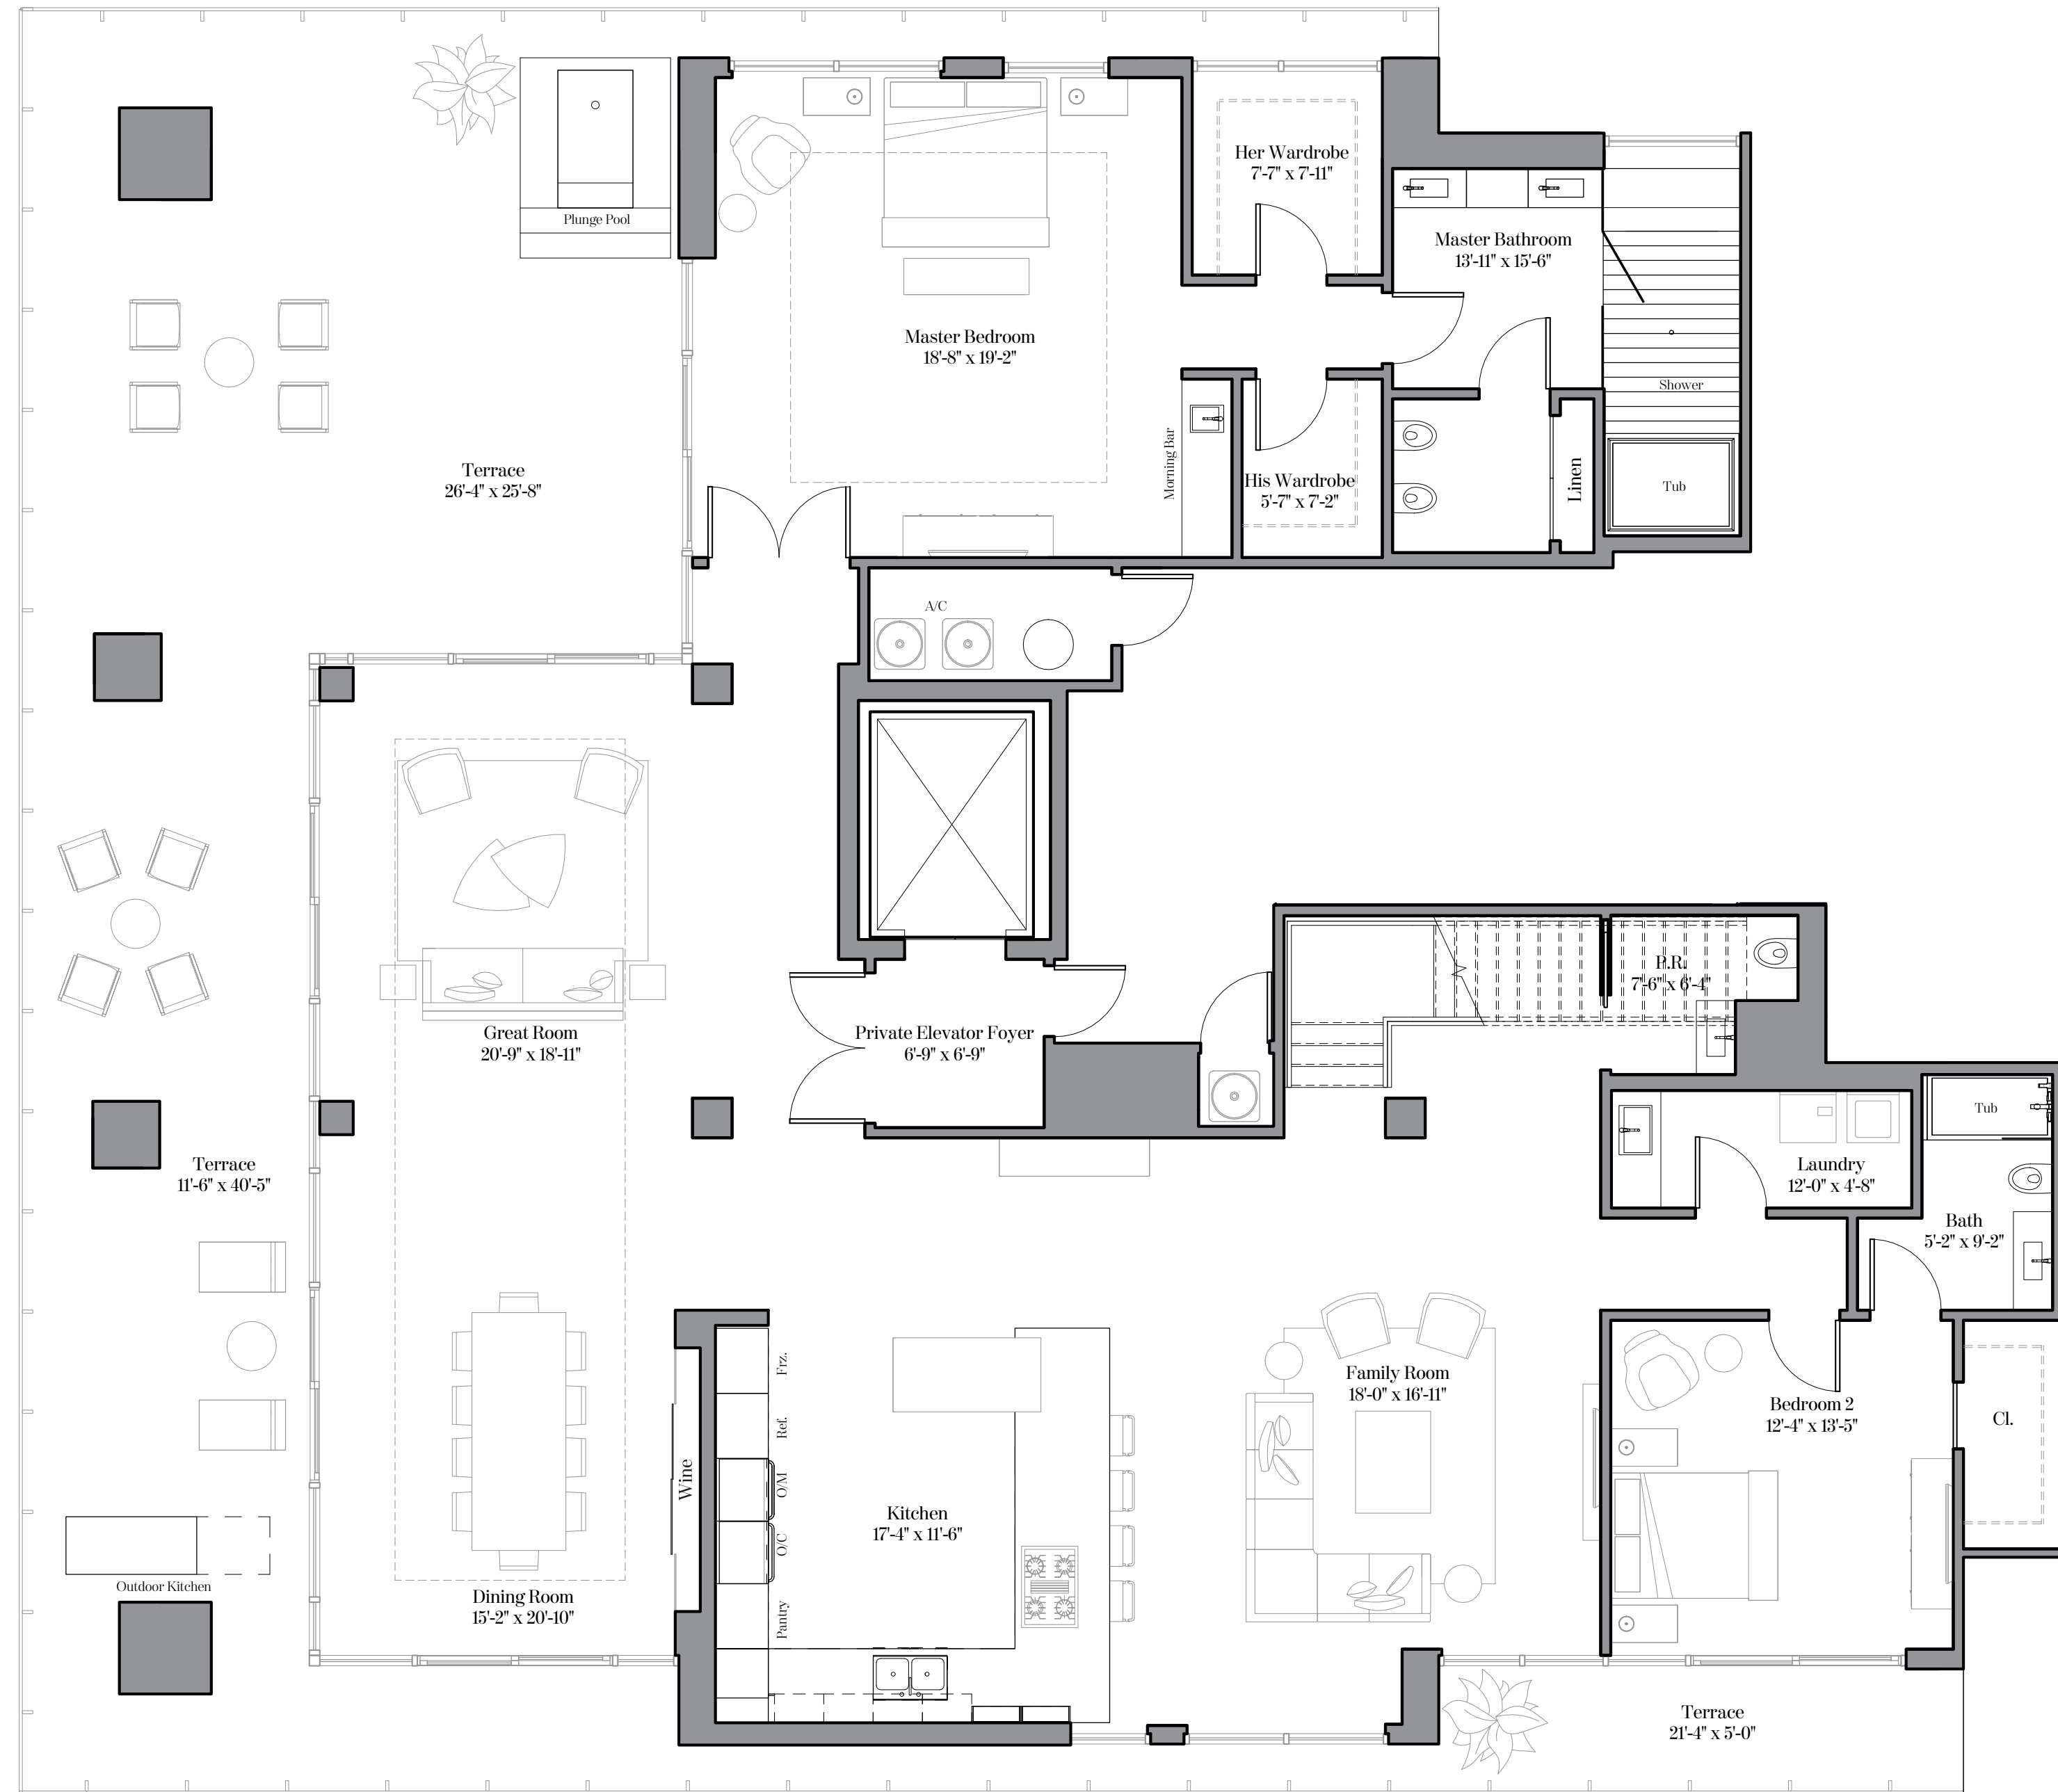 Plunge Pool
Her Wardrobe
7'-7" x 7'-11"
Master Bathroom
13'-11" x 15'-6"
Master Bedroom
18'-8" x 19'-2"
Shower
Terrace
26'-4" x 25'-8"
Morning Bar
His Wardrobe
5'-7" x 7'-2"
Linen
Tub
A/C
P.R.
7'-6" x 6'-4"
Great Room
20'-9" x 18'-11"
Private Elevator Foyer
6'-9" x 6'-9"
Tub
Terrace
11'-6" x 40'-5"
Laundry
12'-0" x 4'-8"
Bath
5'-2" x 9'-2"
Frz.
Ref.
O/M
O/C
Pantry
Wine
Family Room
18'-0" x 16'-11"
Bedroom 2
12'-4" x 13'-5"
Cl.
Kitchen
17'-4" x 11'-6"
Outdoor Kitchen
Dining Room
15'-2" x 20'-10"
Terrace
21'-4" x 5'-0"